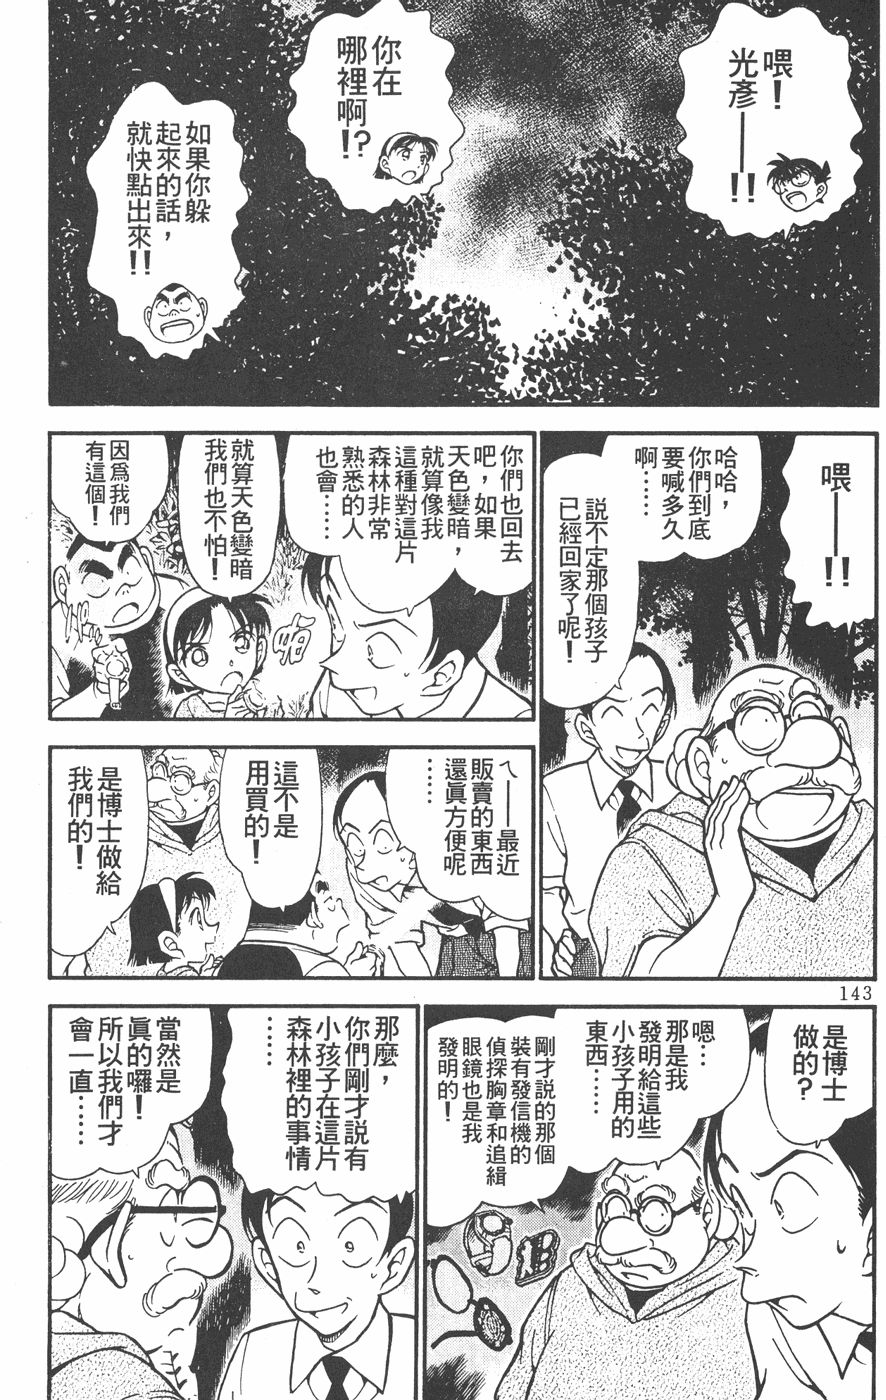 喂！
光彥——！！
你在
哪裡啊！？
如果你躲
起來的話，
就快點出來！！
喂——！！
哈哈，
你們到底
要喊多久
啊……
說不定那個孩子
已經回家了呢！
你們也回去
吧，如果
天色變暗，
就算像我
這種對這片
森林非常
熟悉的人
也會……
啪
就算天色變暗
我們也不怕！
因為我們
有這個！
ㄟ——最近
販賣的東西
還眞方便呢
……
這不是
用買的！
是博士做給
我們的！
143
是博士
做的？
嗯…
那是我
發明給這些
小孩子用的
東西……
剛才說的那個
裝有發信機的
偵探胸章和追緝
眼鏡也是我
發明的！
那麼，
你們剛才說有
小孩子在這片
森林裡的事情
……
當然是
眞的囉！
所以我們才
會一直……